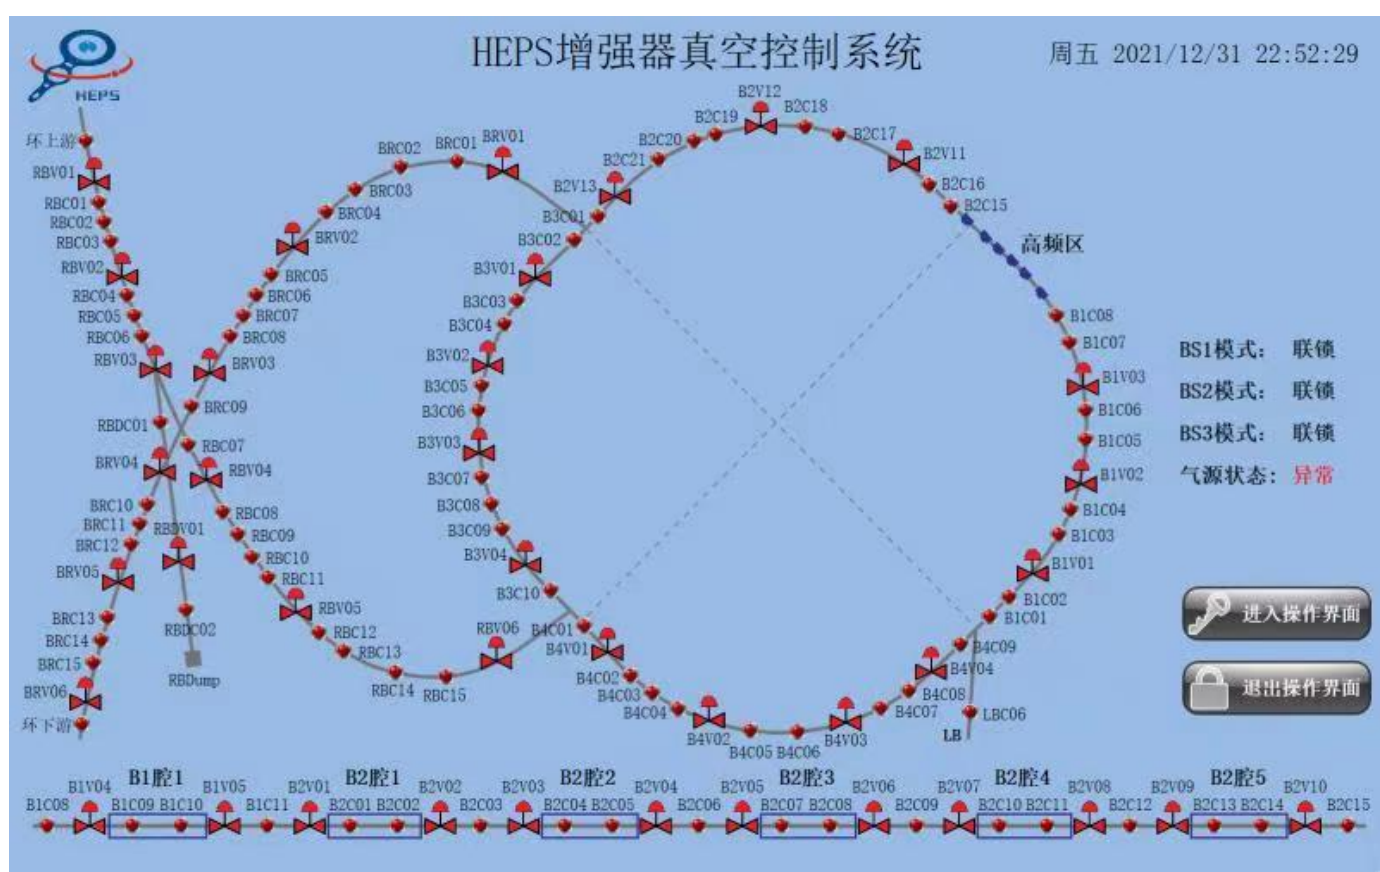 HEPS增强器真空控制系统
周五 2021/12/31 22:52:29
HEPS
环上游
RBV01
RBC01
RBC02
RBC03
RBV02
RBC04
RBC05
RBC06
RBV03
RBDC01
RBC07
RBV04
RBC08
RBC09
RBC10
RBC11
RBV05
RBC12
RBC13
RBC14
RBC15
RBV06
RBDV01
RBDC02
RBDump
BRV01
BRC01
BRC02
BRC03
BRC04
BRV02
BRC05
BRC06
BRC07
BRC08
BRV03
BRC09
BRV04
BRC10
BRC11
BRC12
BRV05
BRC13
BRC14
BRC15
BRV06
环下游
B2V12
B2C18
B2C17
B2V11
B2C16
B2C15
高频区
B2C19
B2C20
B2C21
B2V13
B3C01
B3C02
B3V01
B3C03
B3C04
B3V02
B3C05
B3C06
B3V03
B3C07
B3C08
B3C09
B3V04
B3C10
B4C01
B4V01
B4C02
B4C03
B4C04
B4V02
B4C05
B4C06
B4V03
B4C07
B4C08
B4V04
B4C09
LBC06
LB
B1C01
B1C02
B1V01
B1C03
B1C04
B1V02
B1C05
B1C06
B1V03
B1C07
B1C08
BS1模式: 联锁
BS2模式: 联锁
BS3模式: 联锁
气源状态: 异常
进入操作界面
退出操作界面
B1腔1 B2腔1 B2腔2 B2腔3 B2腔4 B2腔5
B1V04 B1V05 B2V01 B2V02 B2V03 B2V04 B2V05 B2V06 B2V07 B2V08 B2V09 B2V10
B1C08 B1C09 B1C10 B1C11 B2C01 B2C02 B2C03 B2C04 B2C05 B2C06 B2C07 B2C08 B2C09 B2C10 B2C11 B2C12 B2C13 B2C14 B2C15